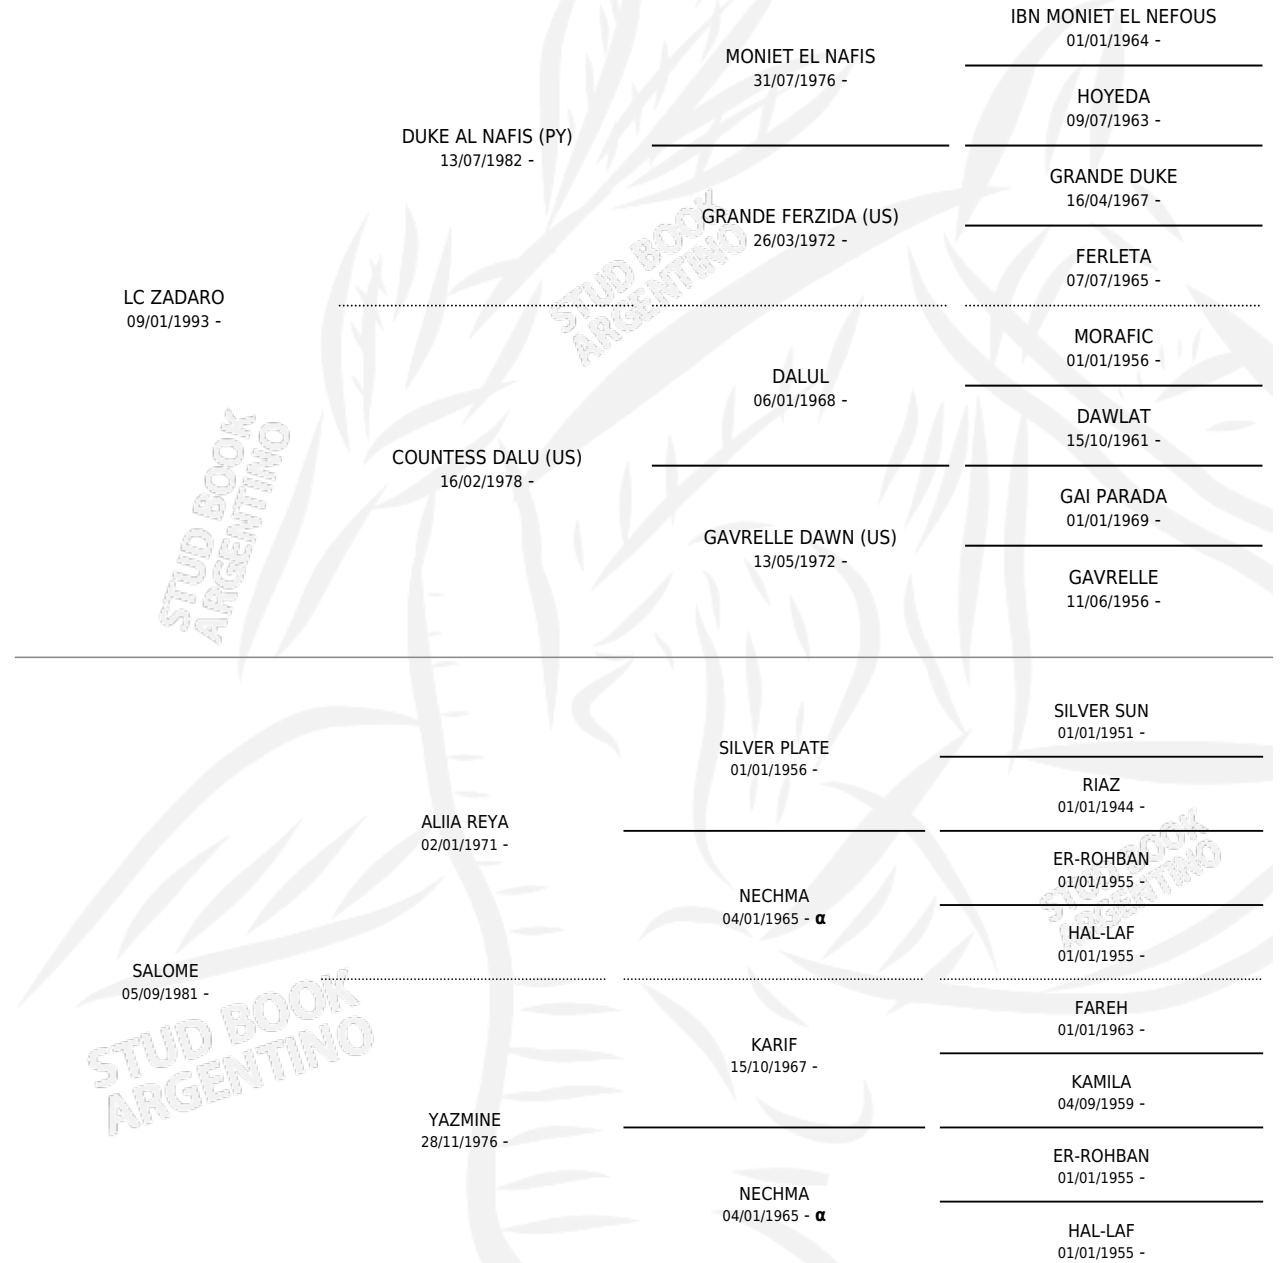 IBN MONIET EL NEFOUS
01/01/1964 -
MONIET EL NAFIS
31/07/1976 -
HOYEDA
09/07/1963 -
DUKE AL NAFIS (PY)
13/07/1982 -
GRANDE DUKE
16/04/1967 -
GRANDE FERZIDA (US)
26/03/1972 -
FERLETA
07/07/1965 -
LC ZADARO
09/01/1993 -
MORAFIC
01/01/1956 -
DALUL
06/01/1968 -
DAWLAT
15/10/1961 -
COUNTESS DALU (US)
16/02/1978 -
GAI PARADA
01/01/1969 -
GAVRELLE DAWN (US)
13/05/1972 -
GAVRELLE
11/06/1956 -
SILVER SUN
01/01/1951 -
SILVER PLATE
01/01/1956 -
RIAZ
01/01/1944 -
ALIIA REYA
02/01/1971 -
ER-ROHBAN
01/01/1955 -
NECHMA
04/01/1965 - α
HAL-LAF
01/01/1955 -
SALOME
05/09/1981 -
FAREH
01/01/1963 -
KARIF
15/10/1967 -
KAMILA
04/09/1959 -
YAZMINE
28/11/1976 -
ER-ROHBAN
01/01/1955 -
NECHMA
04/01/1965 - α
HAL-LAF
01/01/1955 -
STUD BOOK
ARGENTINO
STUD BOOK
ARGENTINO
STUD BOOK
ARGENTINO
STUD BOOK
ARGENTINO